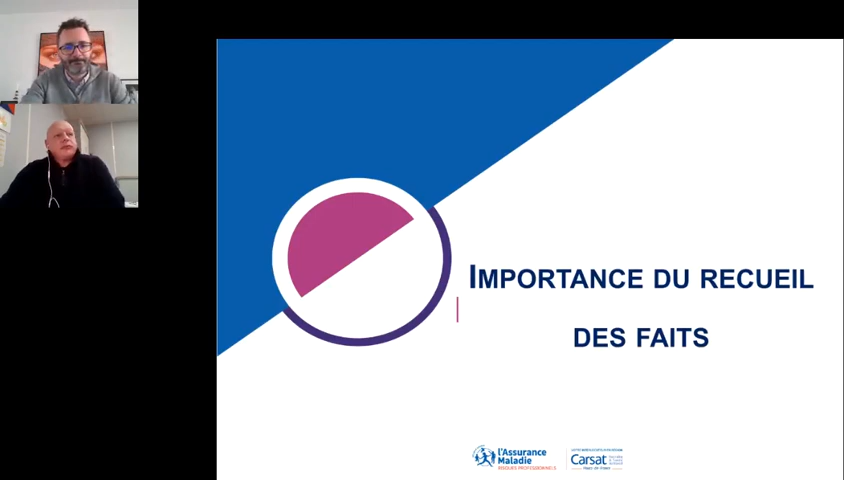 IMPORTANCE DU RECUEIL
DES FAITS
l'Assurance
Maladie
RISQUES PROFESSIONNELS
Carsat